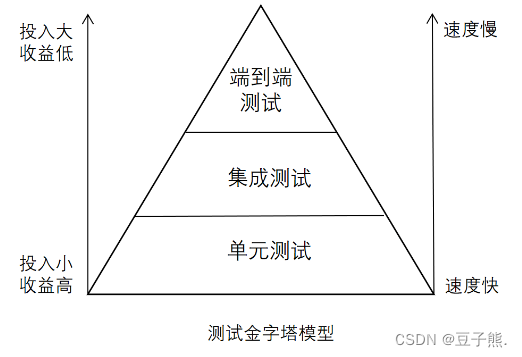 投入大
收益低
速度慢
端到端
测试
集成测试
单元测试
投入小
收益高
速度快
测试金字塔模型
CSDN @豆子熊.